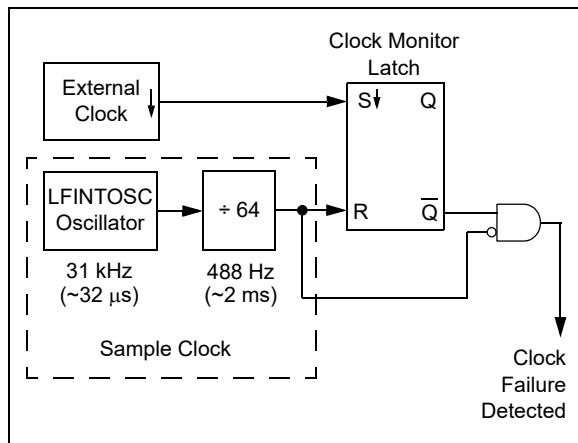 Clock Monitor
Latch
External
Clock
S
Q
LFINTOSC
Oscillator
÷ 64
R
Q̅
31 kHz
(~32 μs)
488 Hz
(~2 ms)
Sample Clock
Clock
Failure
Detected